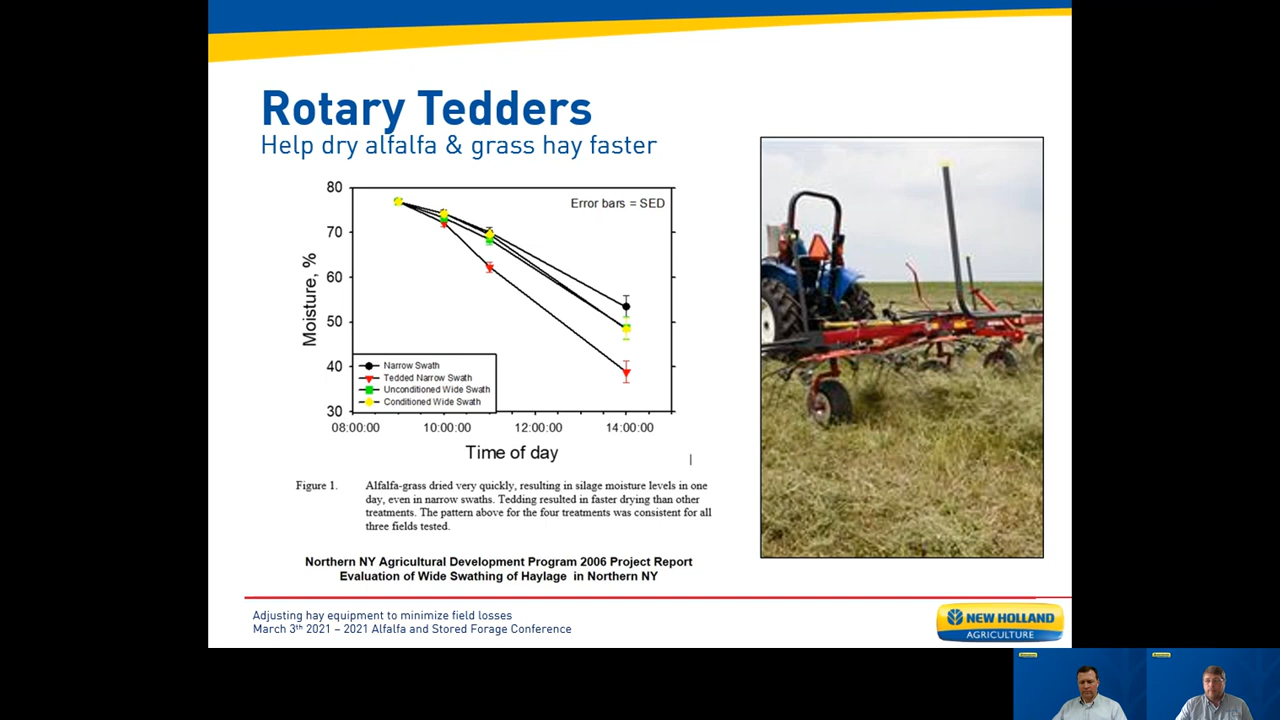 Rotary Tedders
Help dry alfalfa & grass hay faster
80
70
60
50
40
30
Moisture, %
Error bars = SED
Narrow Swath
Tedded Narrow Swath
Unconditioned Wide Swath
Conditioned Wide Swath
08:00:00 10:00:00 12:00:00 14:00:00
Time of day
Figure 1. Alfalfa-grass dried very quickly, resulting in silage moisture levels in one
day, even in narrow swaths. Tedding resulted in faster drying than other
treatments. The pattern above for the four treatments was consistent for all
three fields tested.
Northern NY Agricultural Development Program 2006 Project Report
Evaluation of Wide Swathing of Haylage in Northern NY
Adjusting hay equipment to minimize field losses
March 3th 2021 – 2021 Alfalfa and Stored Forage Conference
NEW HOLLAND
AGRICULTURE